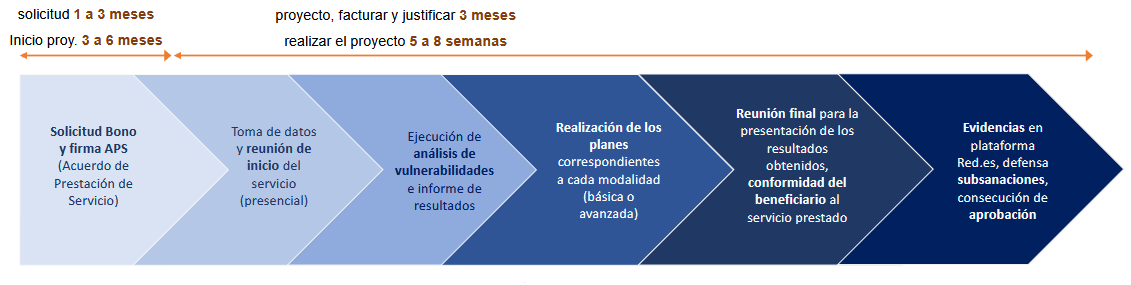 solicitud 1 a 3 meses
Inicio proy. 3 a 6 meses
proyecto, facturar y justificar 3 meses
realizar el proyecto 5 a 8 semanas
Solicitud Bono
y firma APS
(Acuerdo de
Prestación de
Servicio)
Toma de datos
y reunión de
inicio del
servicio
(presencial)
Ejecución de
análisis de
vulnerabilidades
e informe de
resultados
Realización de los
planes
correspondientes
a cada modalidad
(básica o
avanzada)
Reunión final para la
presentación de los
resultados
obtenidos,
conformidad del
beneficiario al
servicio prestado
Evidencias en
plataforma
Red.es, defensa
subsanaciones,
consecución de
aprobación